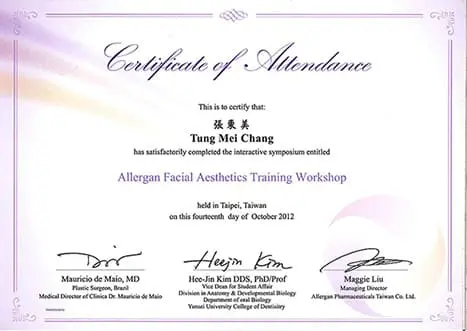 Certificate of Attendance
This is to certify that:
張 東 美
Tung Mei Chang
has satisfactorily completed the interactive symposium entitled
Allergan Facial Aesthetics Training Workshop
held in Taipei, Taiwan
on this fourteenth day of October 2012
Heejin Kim
Mauricio de Maio, MD
Plastic Surgeon, Brazil
Medical Director of Clinica Dr. Mauricio de Maio
Hee-Jin Kim DDS, PhD/Prof
Vice Dean for Student Affair
Division in Anatomy & Developmental Biology
Department of oral Biology
Yonsei University College of Dentistry
Maggie Liu
Managing Director
Allergan Pharmaceuticals Taiwan Co. Ltd.